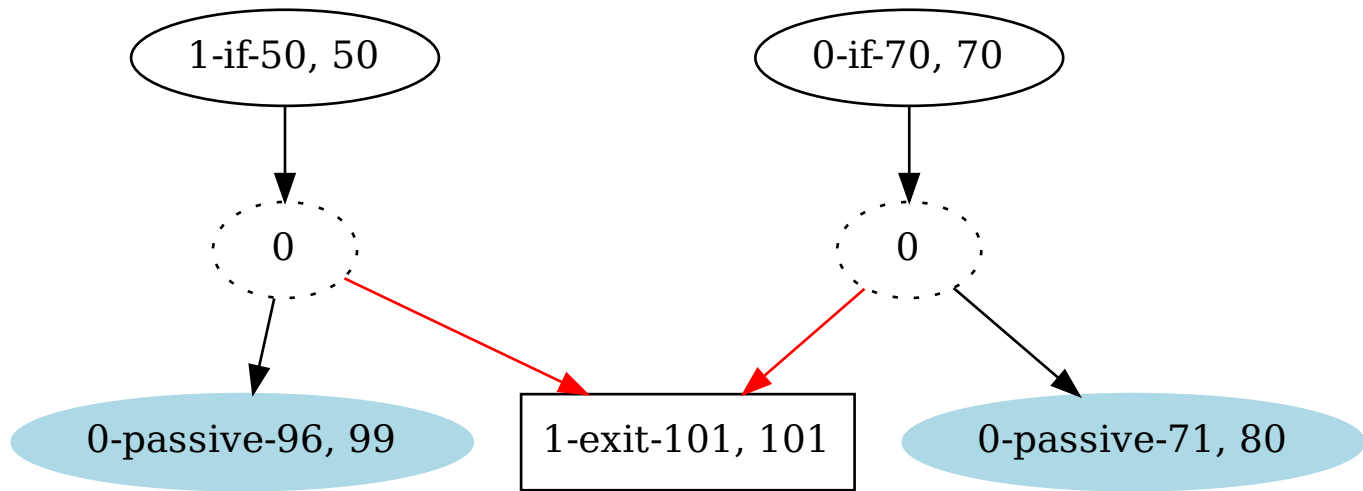 1-if-50, 50
0-if-70, 70
0
0
0-passive-96, 99
1-exit-101, 101
0-passive-71, 80